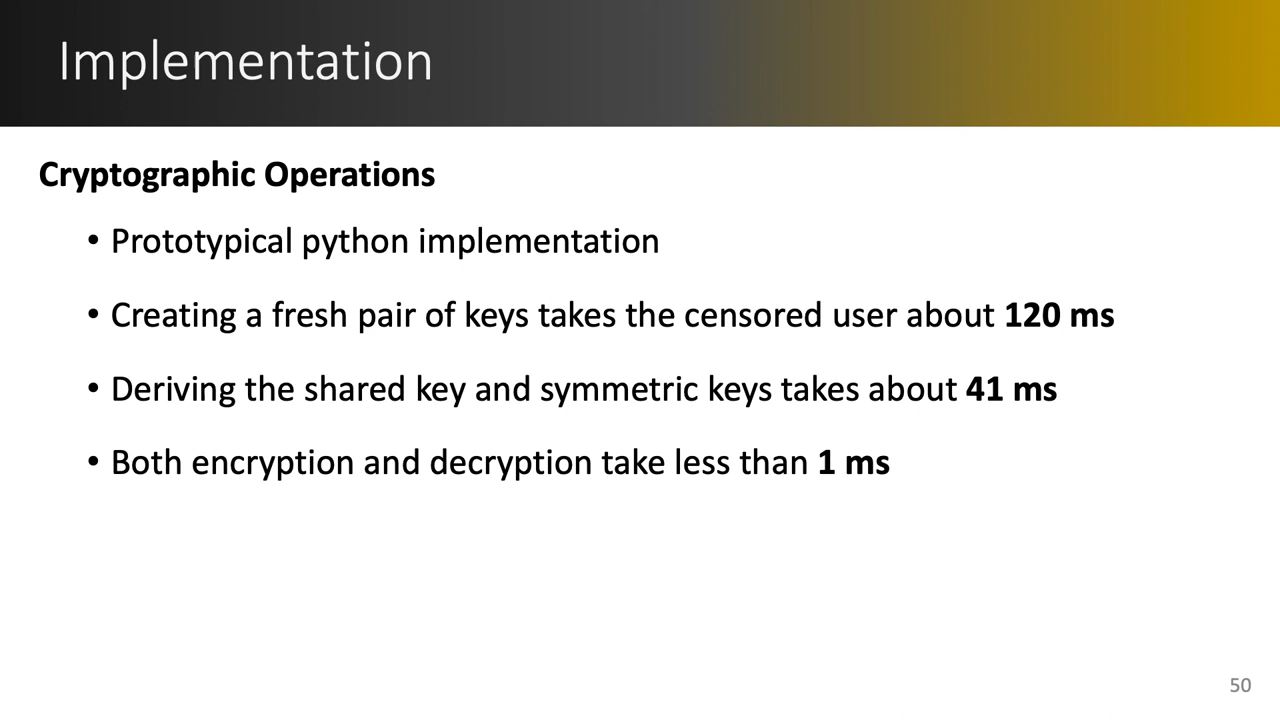 Implementation
Cryptographic Operations
• Prototypical python implementation
• Creating a fresh pair of keys takes the censored user about 120 ms
• Deriving the shared key and symmetric keys takes about 41 ms
• Both encryption and decryption take less than 1 ms
50